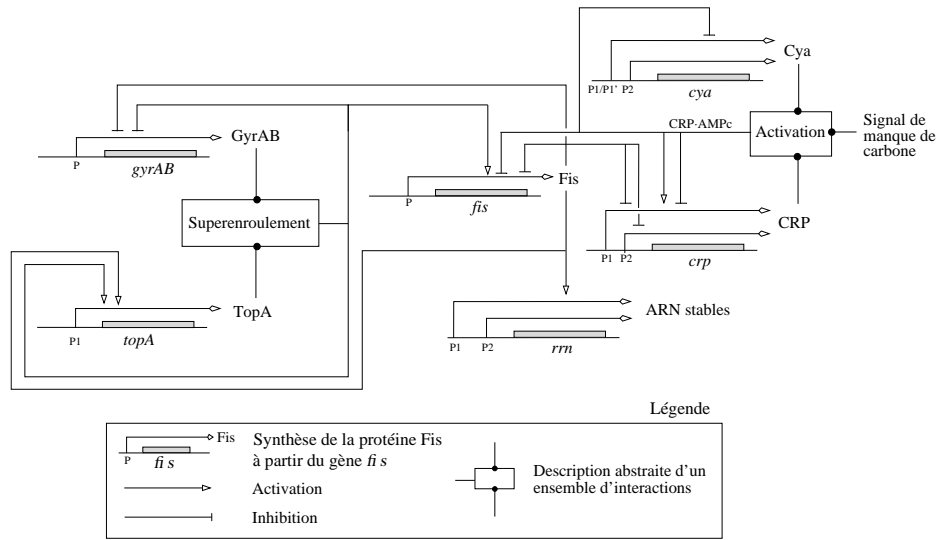 Cya
P1/P1' P2
cya
CRP·AMPc
Activation
Signal de
manque de
carbone
GyrAB
P
gyrAB
Fis
P
fis
Superenroulement
CRP
P1 P2
crp
TopA
P1
topA
ARN stables
P1 P2
rrn
Légende
Fis
P
fi s
Synthèse de la protéine Fis
à partir du gène fi s
Activation
Inhibition
Description abstraite d'un
ensemble d'interactions